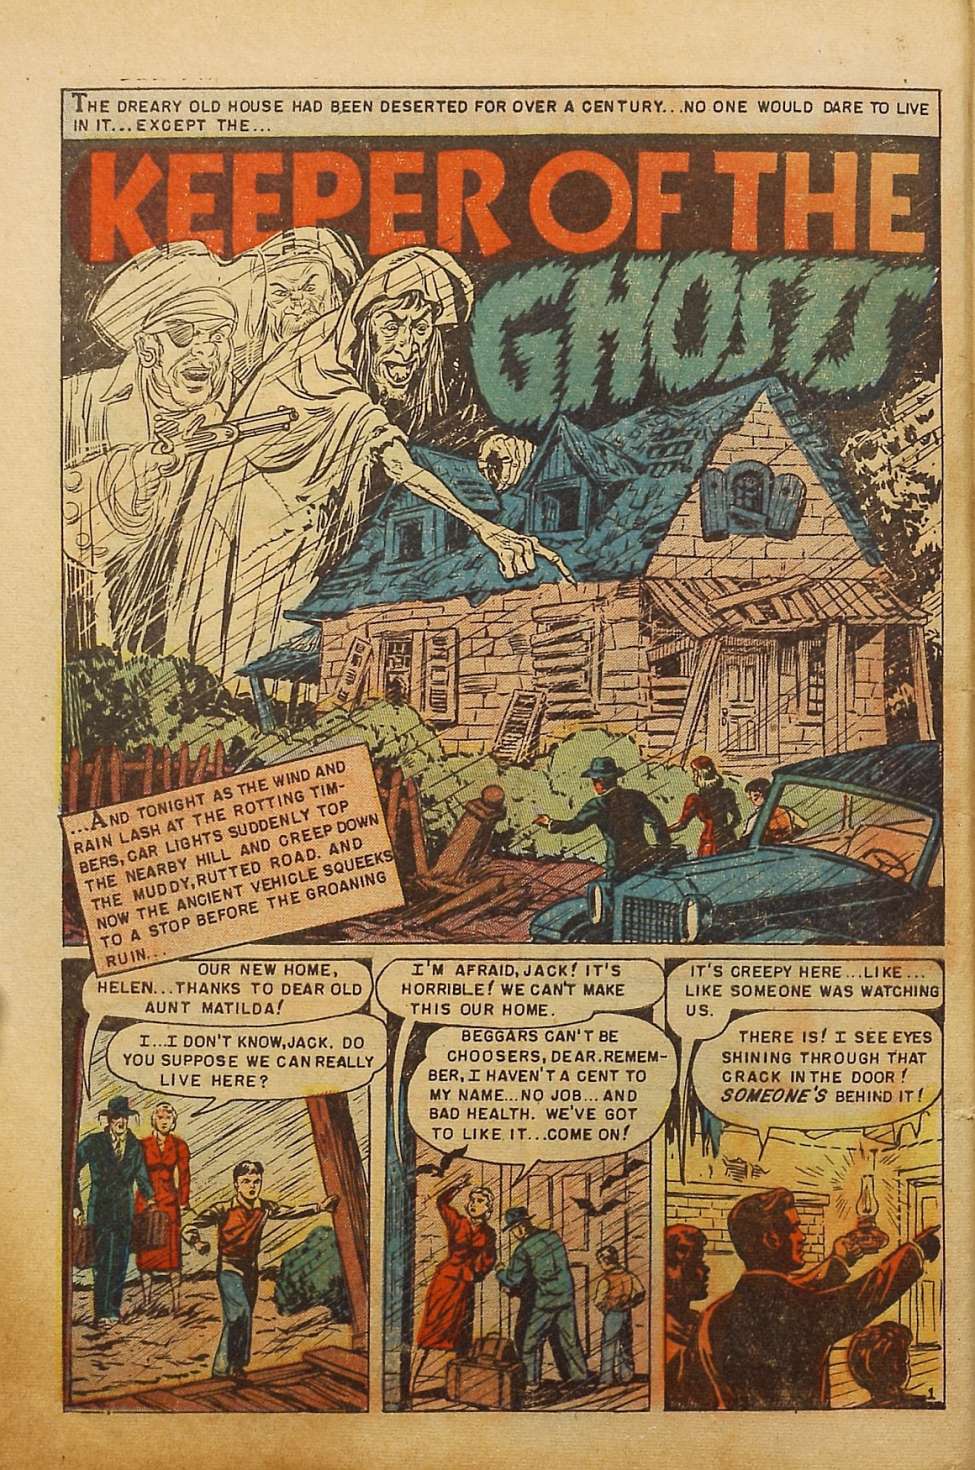 THE DREARY OLD HOUSE HAD BEEN DESERTED FOR OVER A CENTURY...NO ONE WOULD DARE TO LIVE
IN IT...EXCEPT THE...
KEEPER OF THE
GHOSTS
...AND TONIGHT AS THE WIND AND
RAIN LASH AT THE ROTTING TIM-
BERS, CAR LIGHTS SUDDENLY TOP
THE NEARBY HILL AND CREEP DOWN
THE MUDDY, RUTTED ROAD. AND
NOW THE ANCIENT VEHICLE SQUEEKS
TO A STOP BEFORE THE GROANING
RUIN...
OUR NEW HOME,
HELEN...THANKS TO DEAR OLD
AUNT MATILDA!
I...I DON'T KNOW, JACK. DO
YOU SUPPOSE WE CAN REALLY
LIVE HERE?
I'M AFRAID, JACK! IT'S
HORRIBLE! WE CAN'T MAKE
THIS OUR HOME.
BEGGARS CAN'T BE
CHOOSERS, DEAR. REMEM-
BER, I HAVEN'T A CENT TO
MY NAME...NO JOB...AND
BAD HEALTH. WE'VE GOT
TO LIKE IT...COME ON!
IT'S CREEPY HERE...LIKE...
LIKE SOMEONE WAS WATCHING
US.
THERE IS! I SEE EYES
SHINING THROUGH THAT
CRACK IN THE DOOR!
SOMEONE'S BEHIND IT!
1